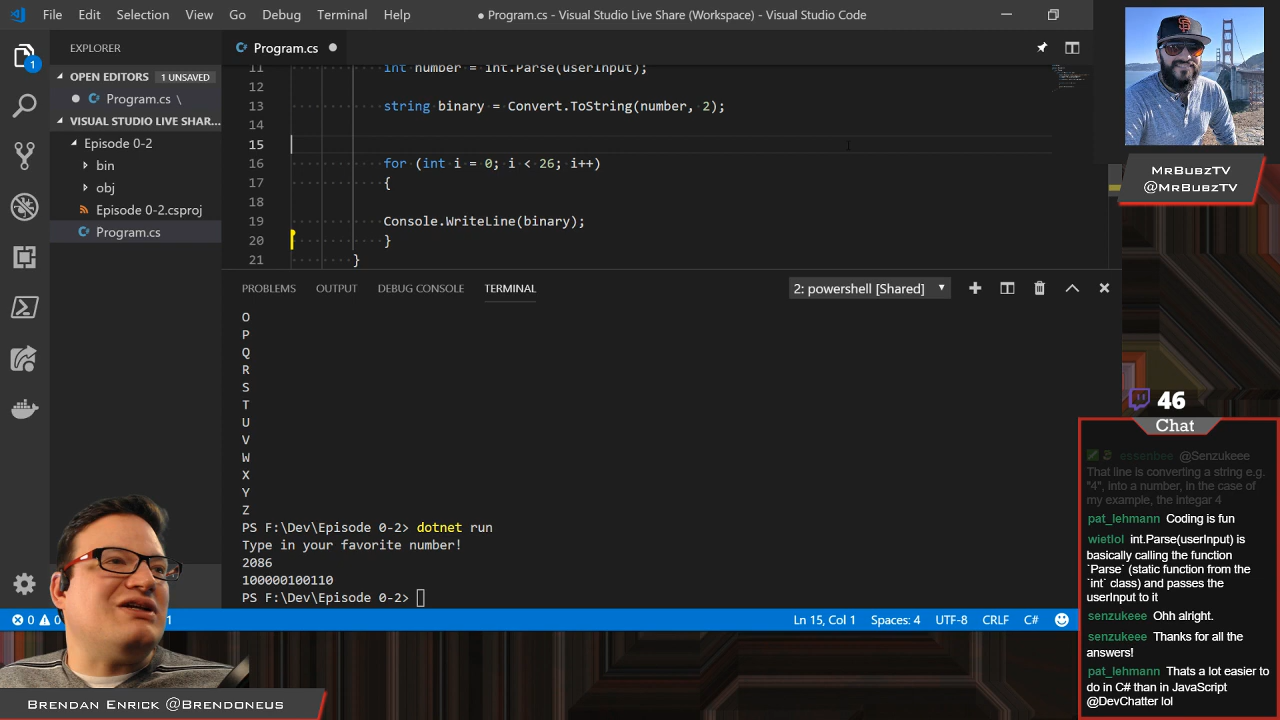 File Edit Selection View Go Debug Terminal Help
● Program.cs - Visual Studio Live Share (Workspace) - Visual Studio Code
EXPLORER
OPEN EDITORS 1 UNSAVED
Program.cs \
VISUAL STUDIO LIVE SHAR...
Episode 0-2
bin
obj
Episode 0-2.csproj
Program.cs
1
Program.cs
11 int number = int.Parse(userInput);
12
13 string binary = Convert.ToString(number, 2);
14
15
16 for (int i = 0; i < 26; i++)
17 {
18
19 Console.WriteLine(binary);
20 }
21 }
PROBLEMS OUTPUT DEBUG CONSOLE TERMINAL
2: powershell [Shared]
O
P
Q
R
S
T
U
V
W
X
Y
Z
PS F:\Dev\Episode 0-2> dotnet run
Type in your favorite number!
2086
100000100110
PS F:\Dev\Episode 0-2>
0 0 1 Ln 15, Col 1 Spaces: 4 UTF-8 CRLF C#
BRENDAN ENRICK @BRENDONEUS
MRBUBZTV
@MRBUBZTV
46
Chat
essenbee @Senzukeee
That line is converting a string e.g.
"4", into a number, in the case of
my example, the integar 4
pat_lehmann Coding is fun
wietlol int.Parse(userInput) is
basically calling the function
`Parse` (static function from the
`int` class) and passes the
userInput to it
senzukeee Ohh alright.
senzukeee Thanks for all the
answers!
pat_lehmann Thats a lot easier to
do in C# than in JavaScript
@DevChatter lol